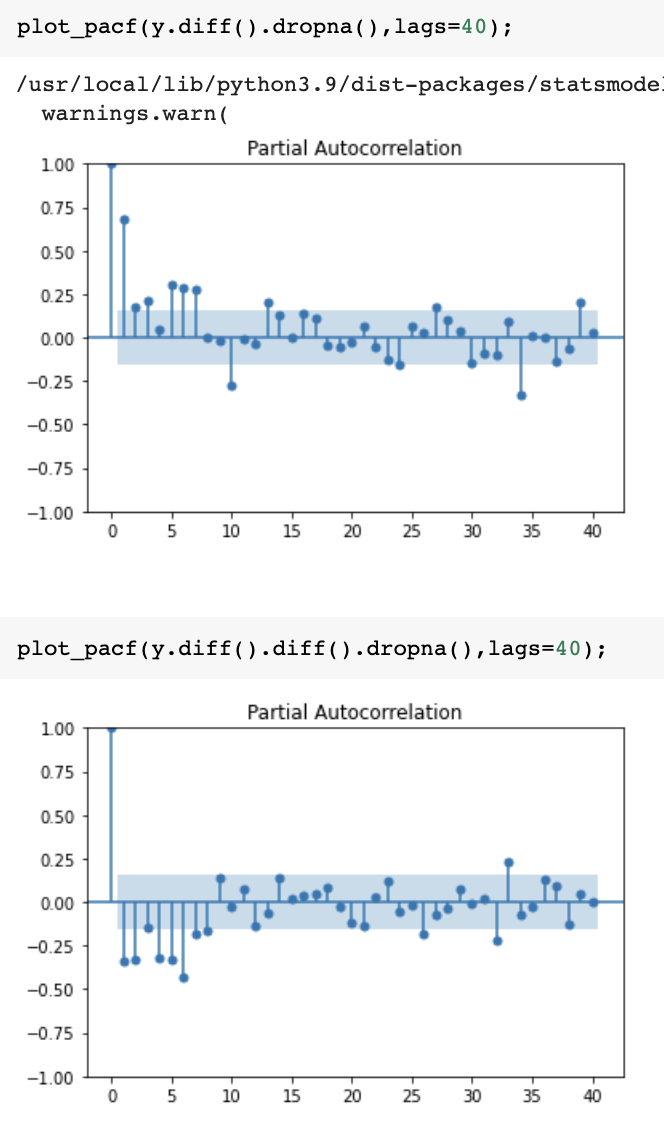 plot_pacf(y.diff().dropna(),lags=40);
/usr/local/lib/python3.9/dist-packages/statsmodel
warnings.warn(
Partial Autocorrelation
1.00
0.75
0.50
0.25
0.00
−0.25
−0.50
−0.75
−1.00
0 5 10 15 20 25 30 35 40
plot_pacf(y.diff().diff().dropna(),lags=40);
Partial Autocorrelation
1.00
0.75
0.50
0.25
0.00
−0.25
−0.50
−0.75
−1.00
0 5 10 15 20 25 30 35 40